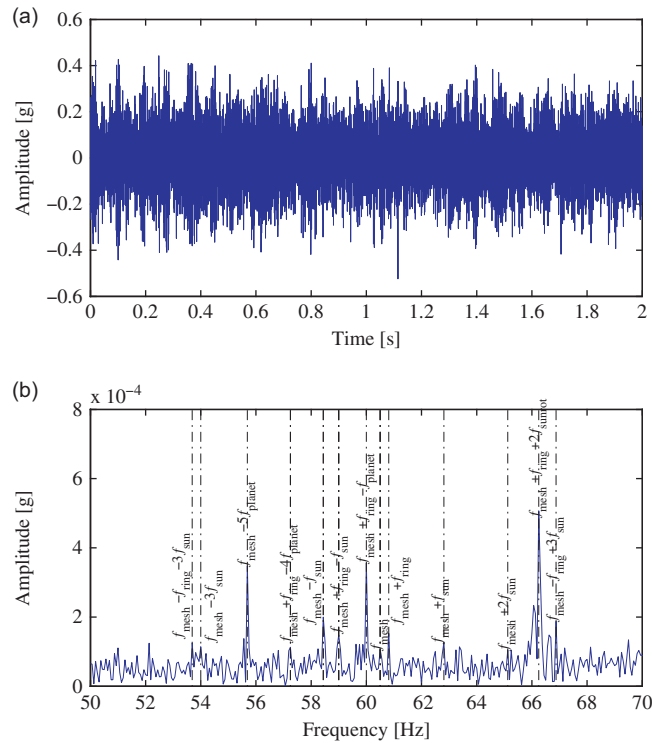 (a)
0.6
0.4
0.2
0
−0.2
−0.4
−0.6
Amplitude [g]
0 0.2 0.4 0.6 0.8 1 1.2 1.4 1.6 1.8 2
Time [s]
(b)
x 10−4
8
6
4
2
0
Amplitude [g]
fmesh−fring−3fsun
fmesh−3fsun
fmesh−5fplanet
fmesh+fring−4fplanet
fmesh−fsun
fmesh+fring−fsun
fmesh+fring−fplanet
fmesh
fmesh+fring
fmesh+fsun
fmesh+2fsun
fmesh+fring+2fsunrot
fmesh−fring+3fsun
50 52 54 56 58 60 62 64 66 68 70
Frequency [Hz]